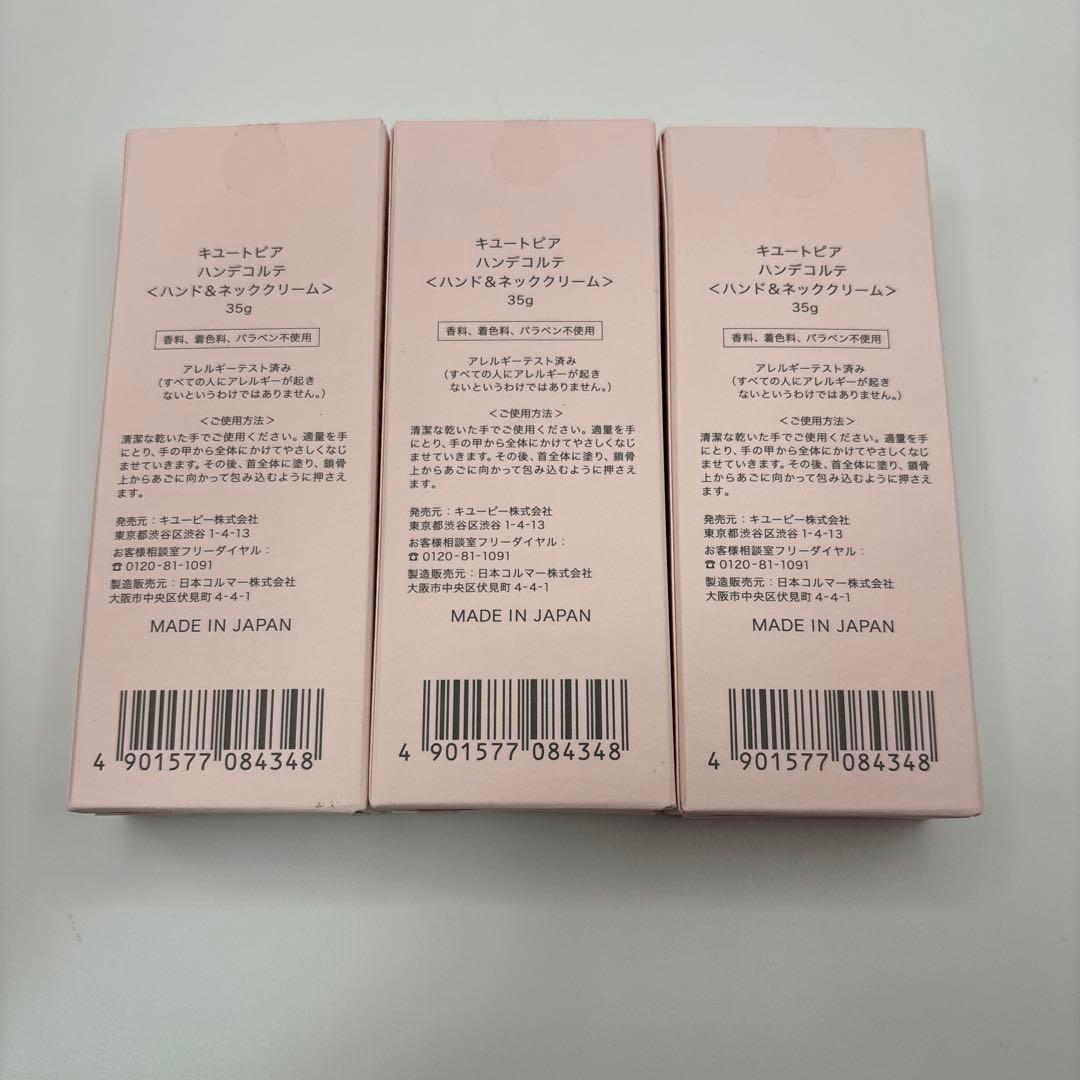 キユートピア
ハンデコルテ
＜ハンド＆ネッククリーム＞
35g
香料、着色料、パラベン不使用
アレルギーテスト済み
（すべての人にアレルギーが起き
ないというわけではありません。）
＜ご使用方法＞
清潔な乾いた手でご使用ください。適量を手
にとり、手の甲から全体にかけてやさしくなじ
ませていきます。その後、首全体に塗り、鎖骨
上からあごに向かって包み込むように押さえ
ます。
発売元：キユーピー株式会社
東京都渋谷区渋谷 1-4-13
お客様相談室フリーダイヤル：
☎ 0120-81-1091
製造販売元：日本コルマー株式会社
大阪市中央区伏見町 4-4-1
MADE IN JAPAN
4 901577 084348
キユートピア
ハンデコルテ
＜ハンド＆ネッククリーム＞
35g
香料、着色料、パラベン不使用
アレルギーテスト済み
（すべての人にアレルギーが起き
ないというわけではありません。）
＜ご使用方法＞
清潔な乾いた手でご使用ください。適量を手
にとり、手の甲から全体にかけてやさしくなじ
ませていきます。その後、首全体に塗り、鎖骨
上からあごに向かって包み込むように押さえ
ます。
発売元：キユーピー株式会社
東京都渋谷区渋谷 1-4-13
お客様相談室フリーダイヤル：
☎ 0120-81-1091
製造販売元：日本コルマー株式会社
大阪市中央区伏見町 4-4-1
MADE IN JAPAN
4 901577 084348
キユートピア
ハンデコルテ
＜ハンド＆ネッククリーム＞
35g
香料、着色料、パラベン不使用
アレルギーテスト済み
（すべての人にアレルギーが起き
ないというわけではありません。）
＜ご使用方法＞
清潔な乾いた手でご使用ください。適量を手
にとり、手の甲から全体にかけてやさしくなじ
ませていきます。その後、首全体に塗り、鎖骨
上からあごに向かって包み込むように押さえ
ます。
発売元：キユーピー株式会社
東京都渋谷区渋谷 1-4-13
お客様相談室フリーダイヤル：
☎ 0120-81-1091
製造販売元：日本コルマー株式会社
大阪市中央区伏見町 4-4-1
MADE IN JAPAN
4 901577 084348